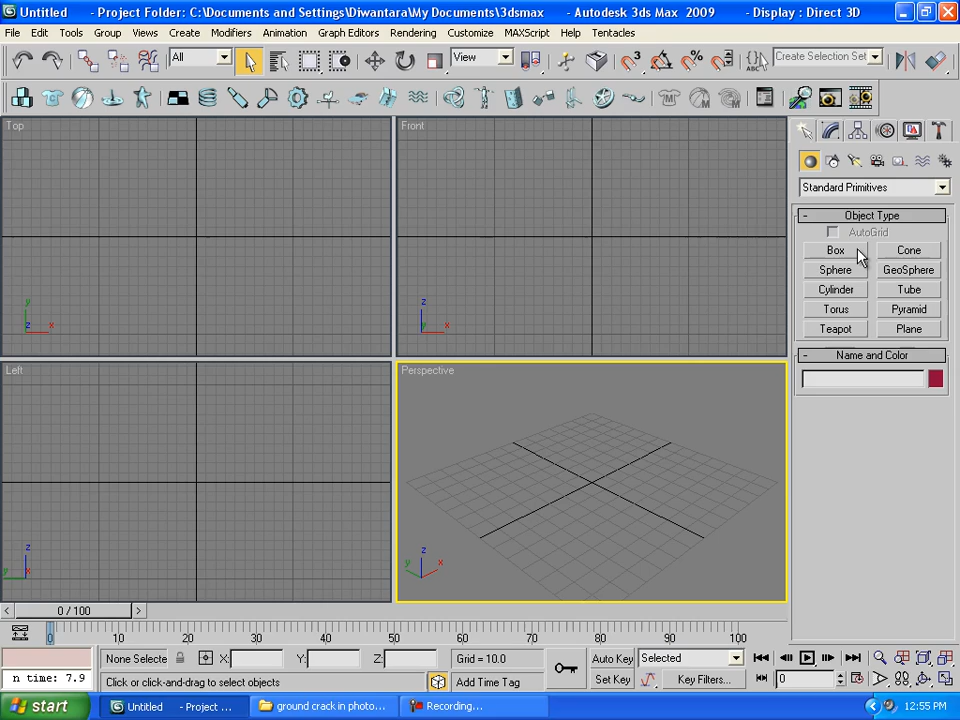 Untitled - Project Folder: C:\Documents and Settings\Diwantara\My Documents\3dsmax - Autodesk 3ds Max 2009 - Display : Direct 3D
File Edit Tools Group Views Create Modifiers Animation Graph Editors Rendering Customize MAXScript Help Tentacles
All View Create Selection Set
Top Front
Standard Primitives
Object Type
AutoGrid
Box Cone
Sphere GeoSphere
Cylinder Tube
Torus Pyramid
Teapot Plane
Name and Color
Left Perspective
y z x z y x
z y x z y x
0 / 100
0 10 20 30 40 50 60 70 80 90 100
None Selecte X: Y: Z: Grid = 10.0 Auto Key Selected
n time: 7.9 Click or click-and-drag to select objects Add Time Tag Set Key Key Filters... 0
start Untitled - Project ... ground crack in photo... Recording... 12:55 PM